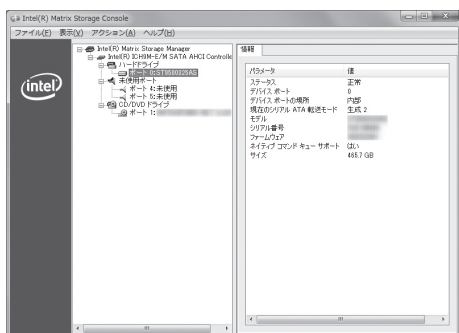 Intel(R) Matrix Storage Console
ファイル(F) 表示(V) アクション(A) ヘルプ(H)
intel
Intel(R) Matrix Storage Manager
Intel(R) ICH9M-E/M SATA AHCI Controlle
ハードドライブ
ポート 0:
未使用ポート
ポート 4: 未使用
ポート 5: 未使用
CD/DVD ドライブ
ポート 1:
情報
パラメータ 値
ステータス 正常
デバイス ポート 0
デバイス ポートの場所 内部
現在のシリアル ATA 転送モード 生成 2
モデル
シリアル番号
ファームウェア
ネイティブ コマンド キュー サポート はい
サイズ 465.7 GB